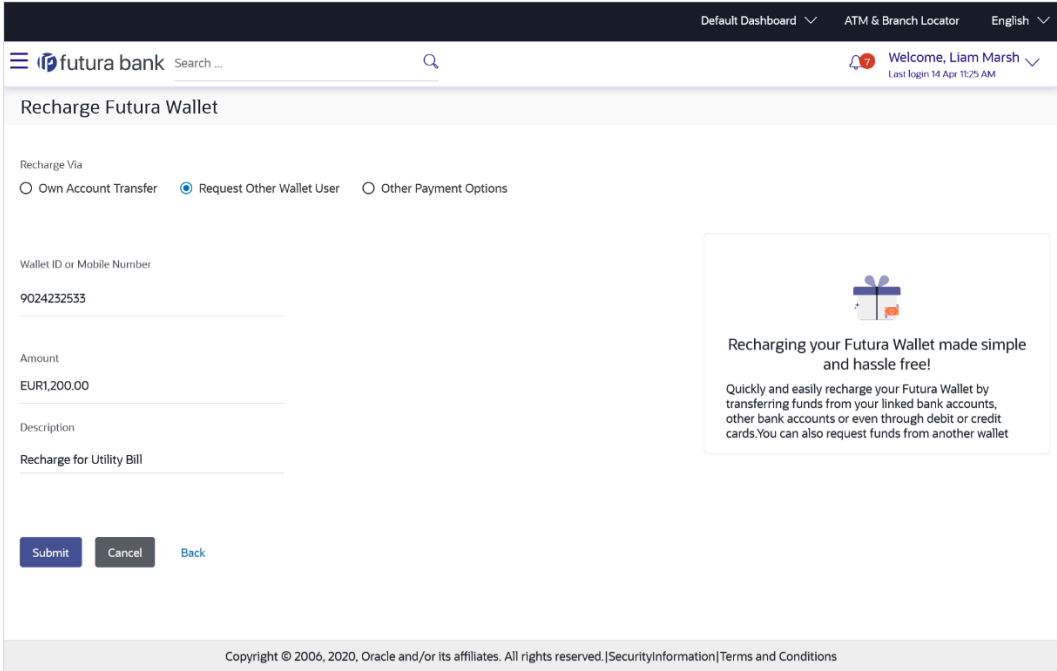 Default Dashboard ATM & Branch Locator English
futura bank Search ... 7 Welcome, Liam Marsh
Last login 14 Apr 11:25 AM
Recharge Futura Wallet
Recharge Via
Own Account Transfer Request Other Wallet User Other Payment Options
Wallet ID or Mobile Number
9024232533
Amount
EUR1,200.00
Description
Recharge for Utility Bill
Recharging your Futura Wallet made simple
and hassle free!
Quickly and easily recharge your Futura Wallet by
transferring funds from your linked bank accounts,
other bank accounts or even through debit or credit
cards.You can also request funds from another wallet
Submit Cancel Back
Copyright © 2006, 2020, Oracle and/or its affiliates. All rights reserved.|SecurityInformation|Terms and Conditions